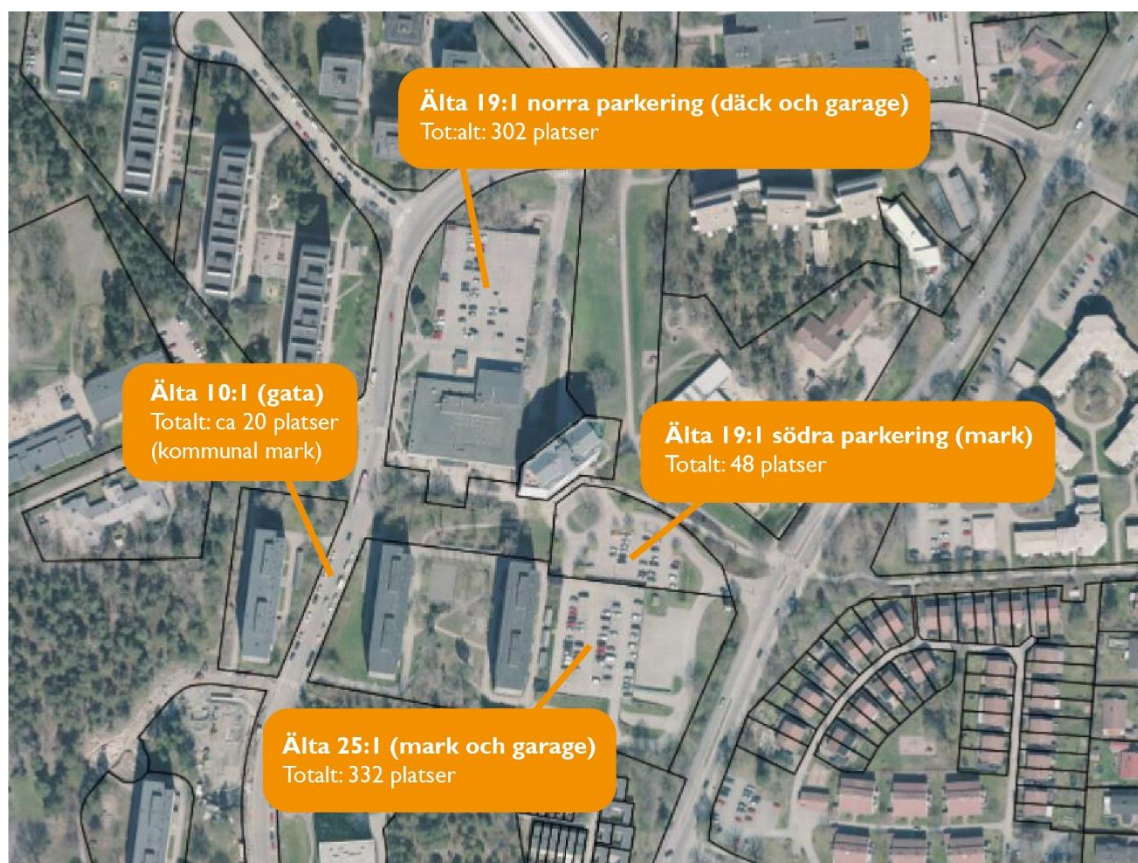 Älta 19:1 norra parkering (däck och garage)
Tot:alt: 302 platser
Älta 10:1 (gata)
Totalt: ca 20 platser
(kommunal mark)
Älta 19:1 södra parkering (mark)
Totalt: 48 platser
Älta 25:1 (mark och garage)
Totalt: 332 platser